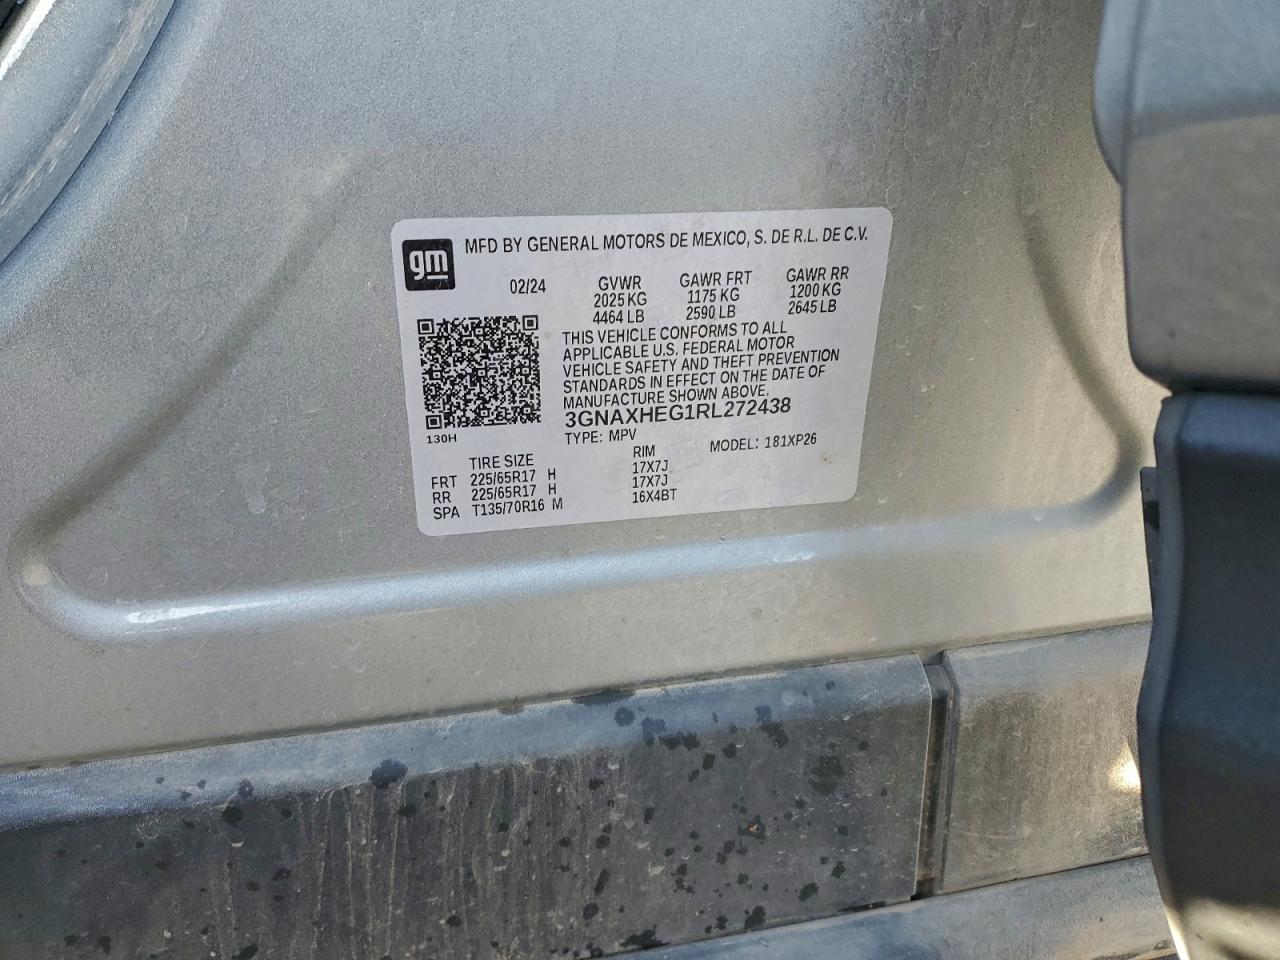 gm
MFD BY GENERAL MOTORS DE MEXICO, S. DE R.L. DE C.V.
02/24 GVWR GAWR FRT GAWR RR
2025 KG 1175 KG 1200 KG
4464 LB 2590 LB 2645 LB
THIS VEHICLE CONFORMS TO ALL
APPLICABLE U.S. FEDERAL MOTOR
VEHICLE SAFETY AND THEFT PREVENTION
STANDARDS IN EFFECT ON THE DATE OF
MANUFACTURE SHOWN ABOVE.
3GNAXHEG1RL272438
130H
TYPE: MPV MODEL: 181XP26
TIRE SIZE RIM
FRT 225/65R17 H 17X7J
RR 225/65R17 H 17X7J
SPA T135/70R16 M 16X4BT